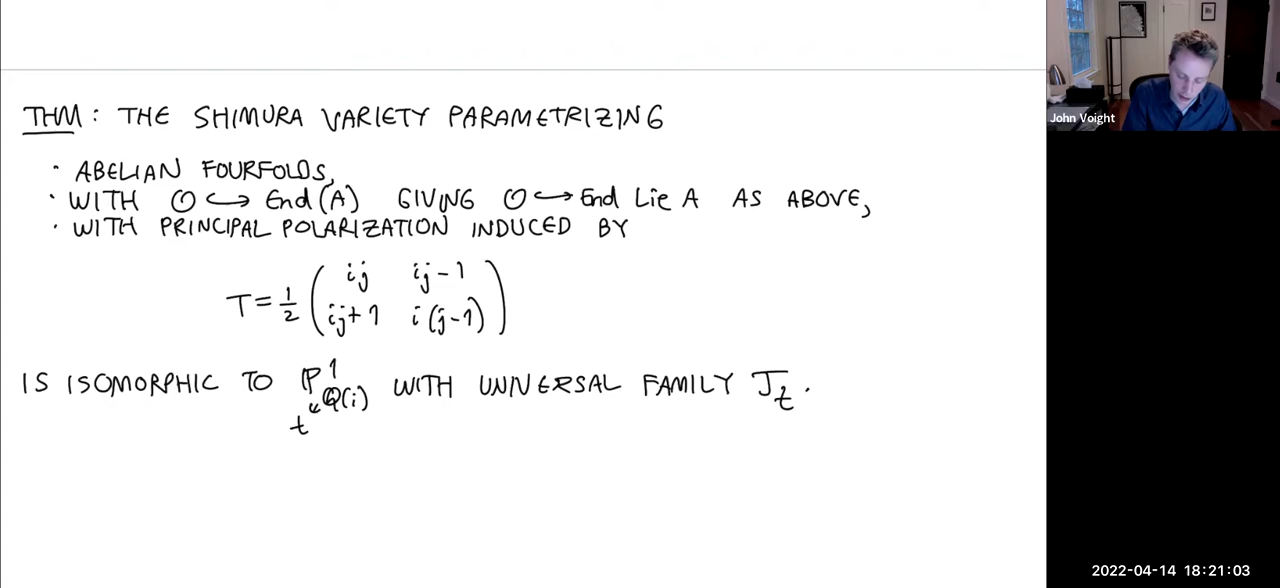 THM: THE SHIMURA VARIETY PARAMETRIZING
· ABELIAN FOURFOLDS,
· WITH O ↪ End(A) GIVING O ↪ End Lie A AS ABOVE,
· WITH PRINCIPAL POLARIZATION INDUCED BY
T = 1/2 ( ij ij-1
ij+1 i(j-1) )
IS ISOMORPHIC TO ℙ¹_ℚ(i) WITH UNIVERSAL FAMILY J_t.
t
John Voight
2022-04-14 18:21:03